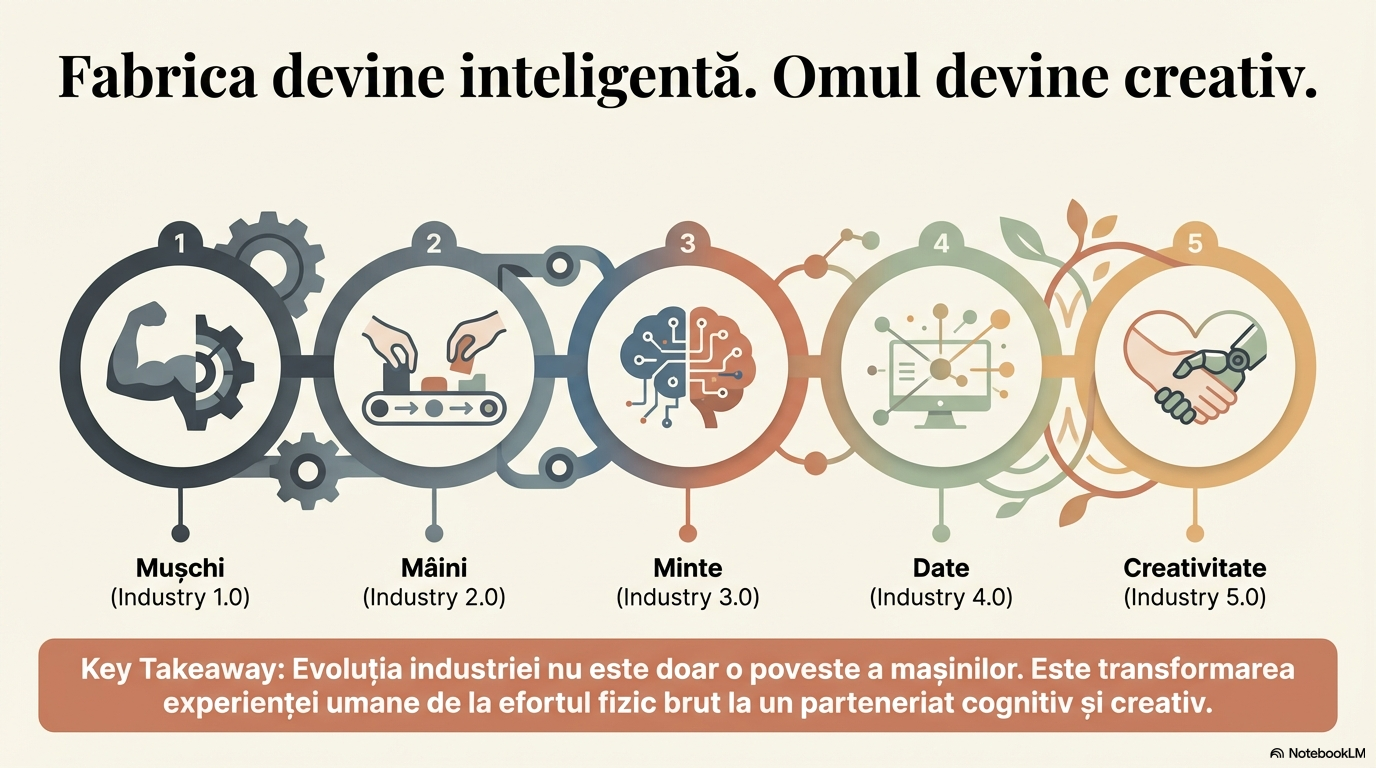 Fabrica devine inteligentă. Omul devine creativ.
1
2
3
4
5
Mușchi
(Industry 1.0)
Mâini
(Industry 2.0)
Minte
(Industry 3.0)
Date
(Industry 4.0)
Creativitate
(Industry 5.0)
Key Takeaway: Evoluția industriei nu este doar o poveste a mașinilor. Este transformarea
experienței umane de la efortul fizic brut la un parteneriat cognitiv și creativ.
NotebookLM